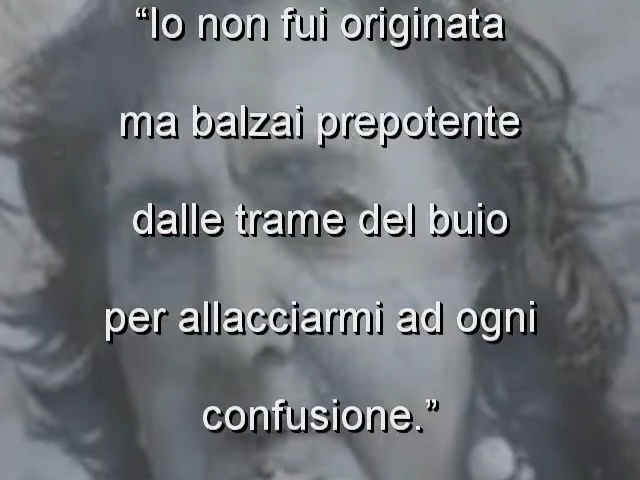 “Io non fui originata
ma balzai prepotente
dalle trame del buio
per allacciarmi ad ogni
confusione.”